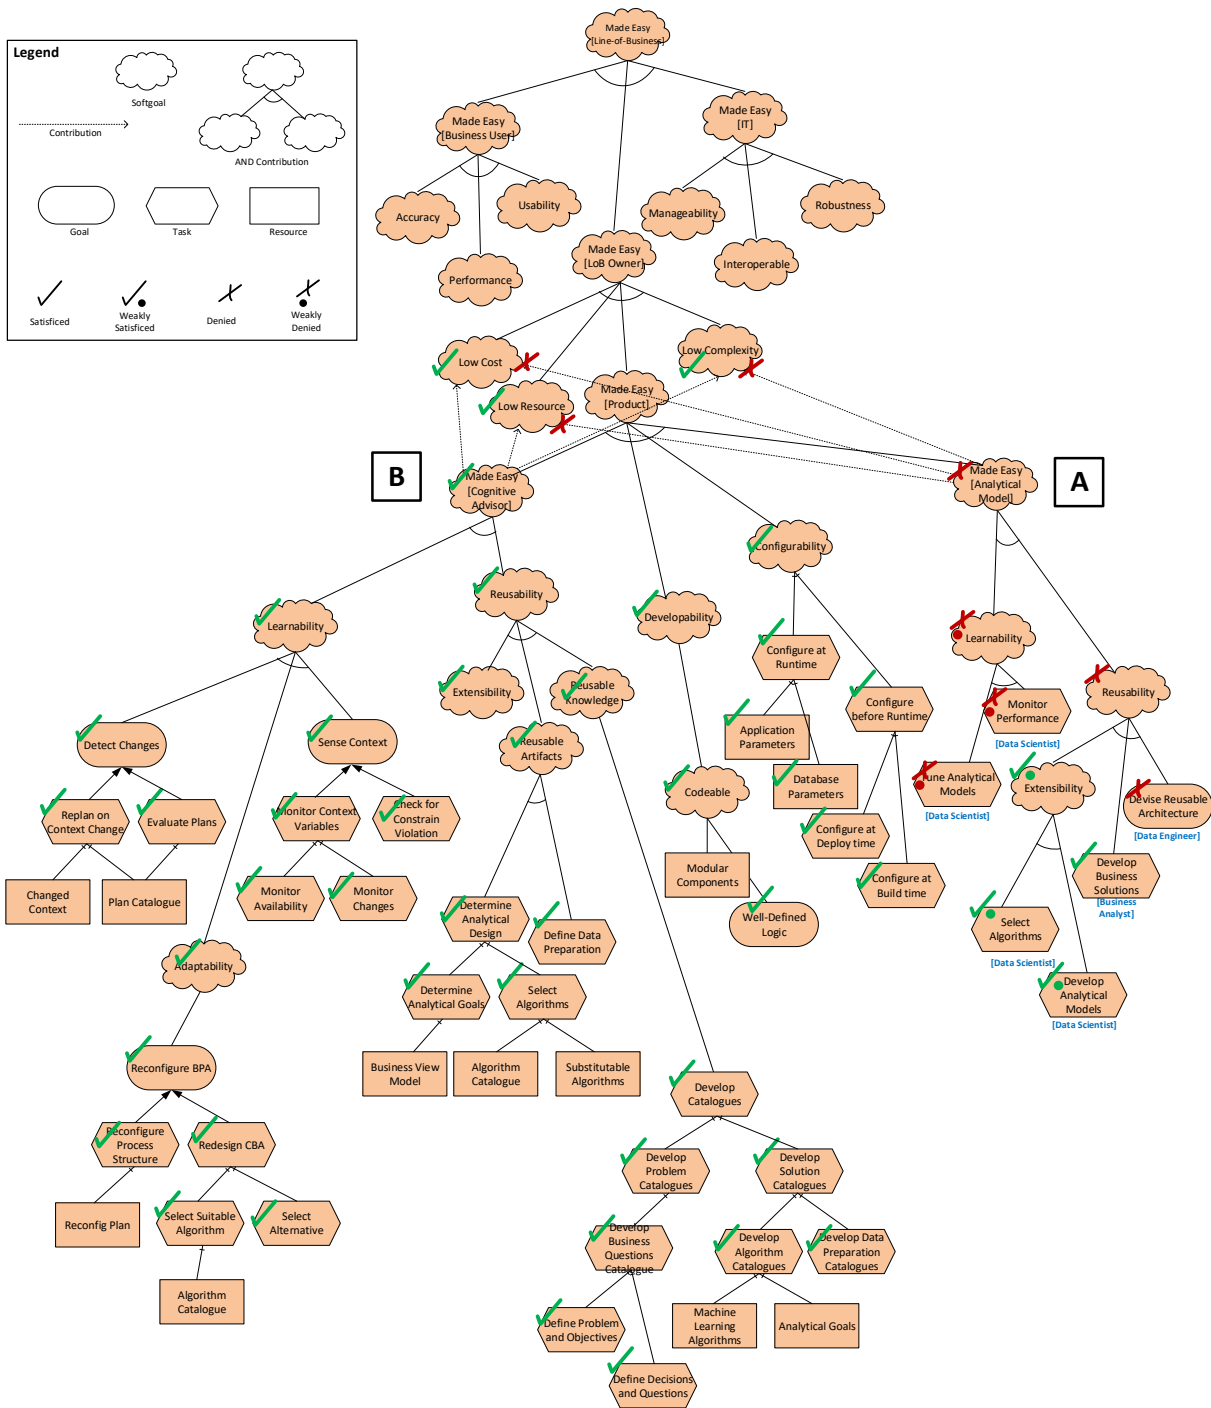 Legend
Softgoal
Contribution
AND Contribution
Goal
Task
Resource
Satisficed
Weakly
Satisficed
Denied
Weakly
Denied
Made Easy
[Line-of-Business]
Made Easy
[Business User]
Made Easy
[IT]
Accuracy
Usability
Performance
Manageability
Robustness
Interoperable
Made Easy
[LoB Owner]
Low Cost
Low Complexity
Low Resource
Made Easy
[Product]
B
A
Made Easy
[Cognitive
Advisor]
Made Easy
[Analytical
Model]
Configurability
Reusability
Learnability
Developability
Learnability
Configure at
Runtime
Extensibility
Reusable
Knowledge
Configure
before Runtime
Reusability
Detect Changes
Sense Context
Reusable
Artifacts
Application
Parameters
Monitor
Performance
[Data Scientist]
Replan on
Context Change
Evaluate Plans
Monitor Context
Variables
Check for
Constrain
Violation
Codeable
Database
Parameters
Tune Analytical
Models
[Data Scientist]
Extensibility
Devise Reusable
Architecture
[Data Engineer]
Configure at
Deploy time
Changed
Context
Plan Catalogue
Monitor
Availability
Monitor
Changes
Modular
Components
Configure at
Build time
Develop
Business
Solutions
[Business
Analyst]
Determine
Analytical
Design
Define Data
Preparation
Well-Defined
Logic
Select
Algorithms
[Data Scientist]
Adaptability
Determine
Analytical Goals
Select
Algorithms
Develop
Analytical
Models
[Data Scientist]
Reconfigure BPA
Business View
Model
Algorithm
Catalogue
Substitutable
Algorithms
Develop
Catalogues
Reconfigure
Process
Structure
Redesign CBA
Develop
Problem
Catalogues
Develop
Solution
Catalogues
Reconfig Plan
Select Suitable
Algorithm
Select
Alternative
Develop
Business
Questions
Catalogue
Develop
Algorithm
Catalogues
Develop Data
Preparation
Catalogues
Algorithm
Catalogue
Define Problem
and Objectives
Machine
Learning
Algorithms
Analytical Goals
Define Decisions
and Questions